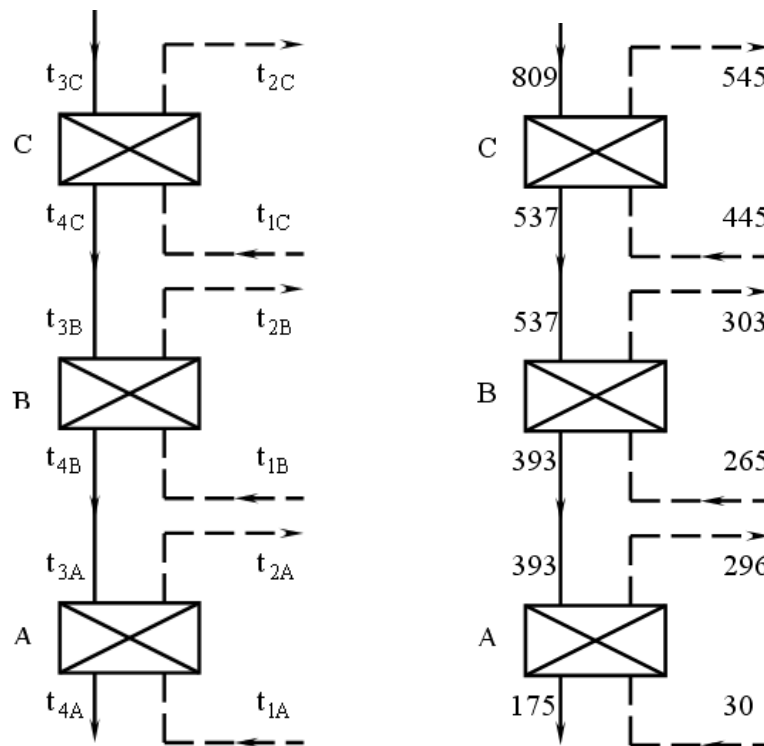 t3C t2C 809 545
C C
t4C t1C 537 445
t3B t2B 537 303
B B
t4B t1B 393 265
t3A t2A 393 296
A A
t4A t1A 175 30